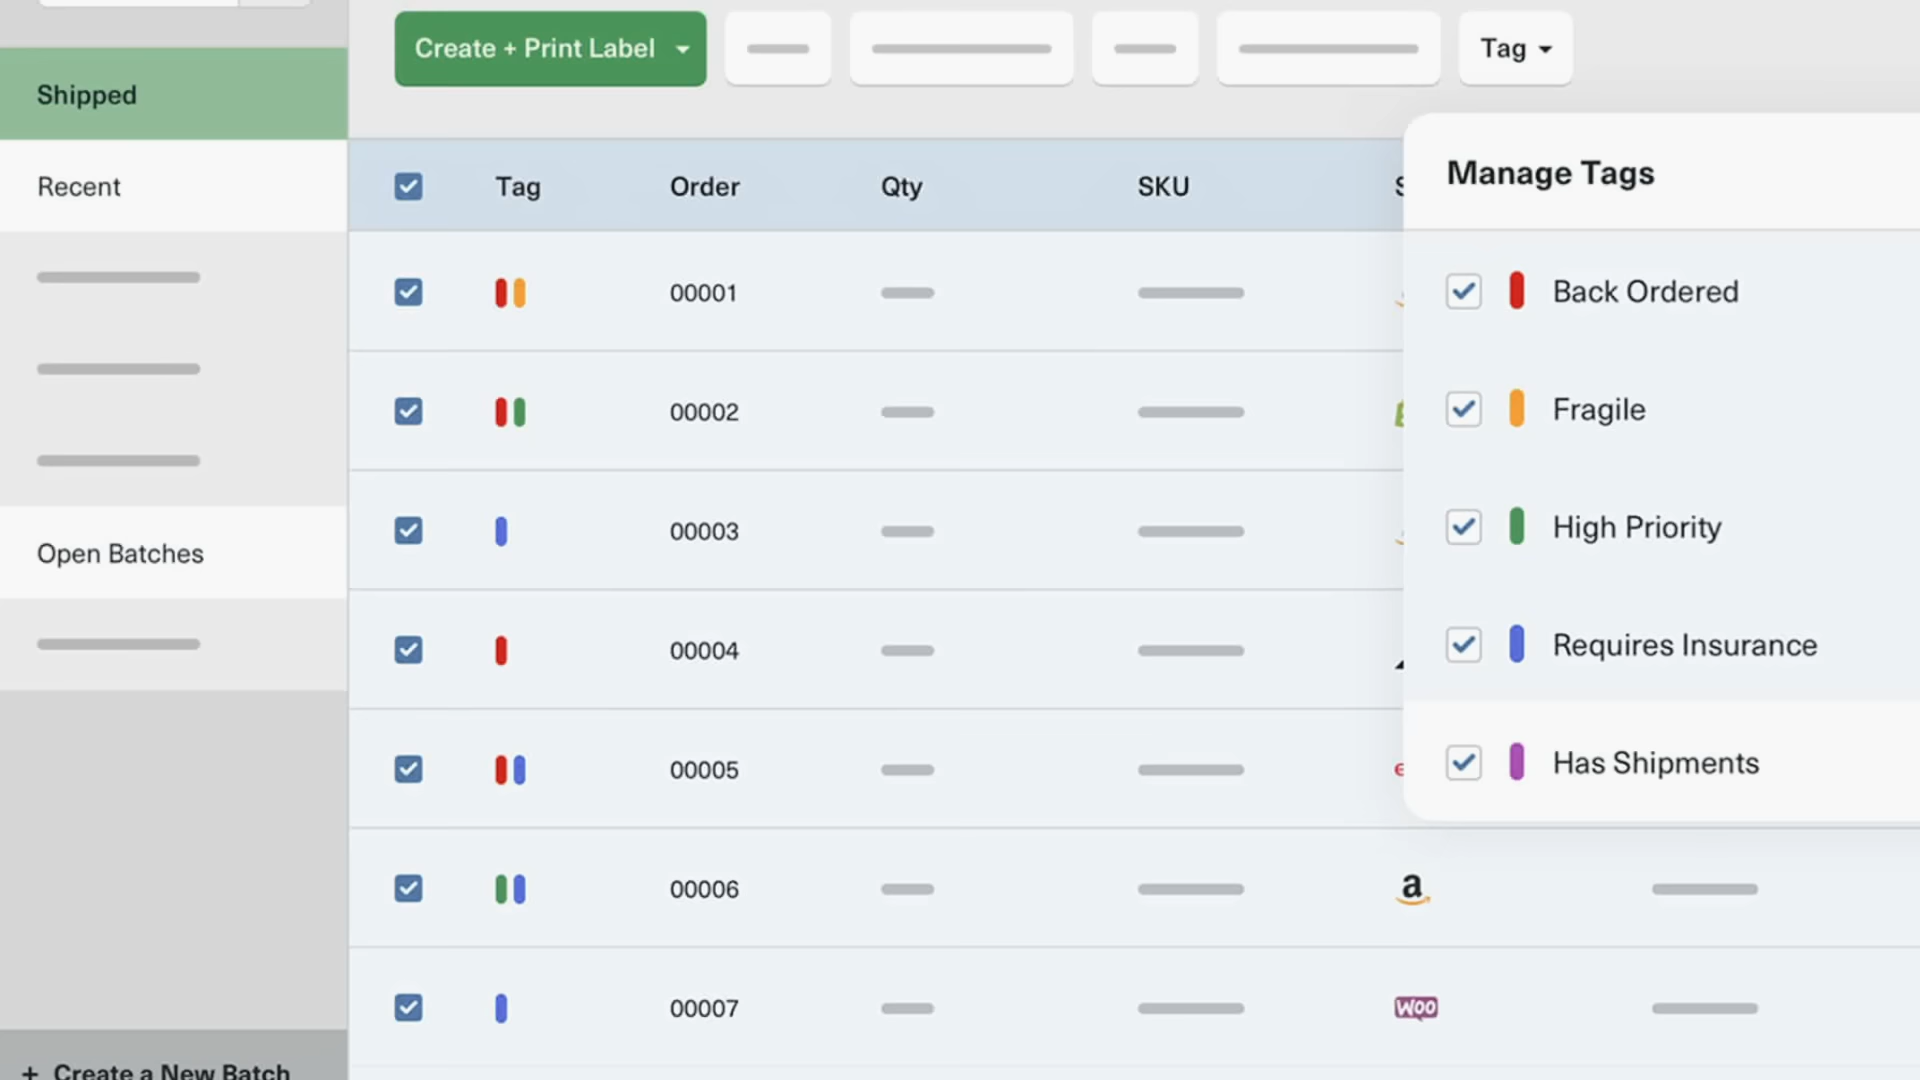 Create + Print Label
Tag
Shipped
Recent
Open Batches
+ Create a New Batch
Tag Order Qty SKU S
00001
00002
00003
00004
00005
00006 a
00007 Woo
Manage Tags
Back Ordered
Fragile
High Priority
Requires Insurance
Has Shipments